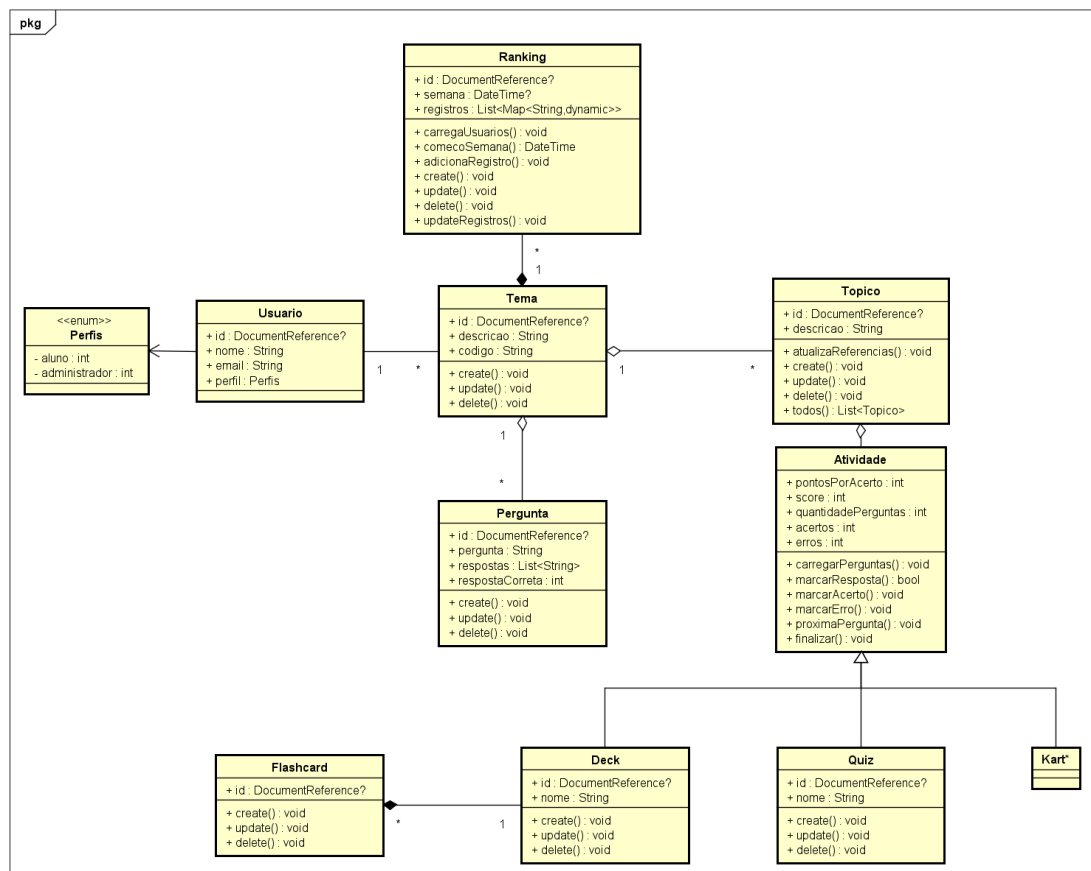 pkg
Ranking
+ id : DocumentReference?
+ semana : DateTime?
+ registros : List<Map<String,dynamic>>
+ carregaUsuarios() : void
+ comecoSemana() : DateTime
+ adicionaRegistro() : void
+ create() : void
+ update() : void
+ delete() : void
+ updateRegistros() : void
*
1
<<enum>>
Perfis
- aluno : int
- administrador : int
Usuario
+ id : DocumentReference?
+ nome : String
+ email : String
+ perfil : Perfis
1
*
Tema
+ id : DocumentReference?
+ descricao : String
+ codigo : String
+ create() : void
+ update() : void
+ delete() : void
1
*
Topico
+ id : DocumentReference?
+ descricao : String
+ atualizaReferencias() : void
+ create() : void
+ update() : void
+ delete() : void
+ todos() : List<Topico>
1
*
Pergunta
+ id : DocumentReference?
+ pergunta : String
+ respostas : List<String>
+ respostaCorreta : int
+ create() : void
+ update() : void
+ delete() : void
Atividade
+ pontosPorAcerto : int
+ score : int
+ quantidadePerguntas : int
+ acertos : int
+ erros : int
+ carregarPerguntas() : void
+ marcarResposta() : bool
+ marcarAcerto() : void
+ marcarErro() : void
+ proximaPergunta() : void
+ finalizar() : void
Flashcard
+ id : DocumentReference?
+ create() : void
+ update() : void
+ delete() : void
*
1
Deck
+ id : DocumentReference?
+ nome : String
+ create() : void
+ update() : void
+ delete() : void
Quiz
+ id : DocumentReference?
+ nome : String
+ create() : void
+ update() : void
+ delete() : void
Kart*